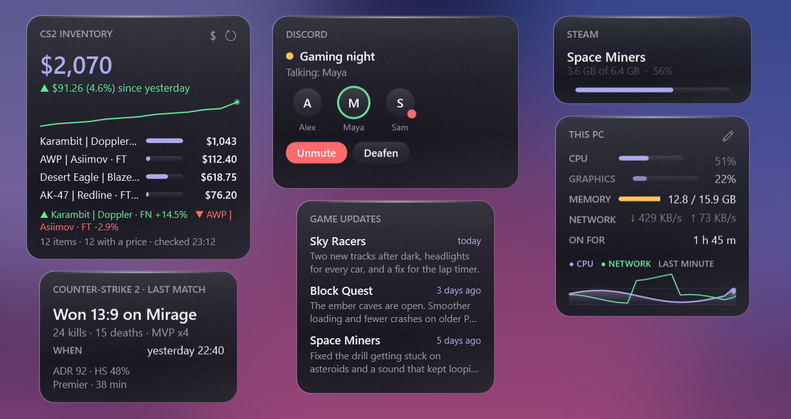 CS2 INVENTORY
$
$2,070
▲ $91.26 (4.6%) since yesterday
Karambit | Doppler... $1,043
AWP | Asiimov · FT $112.40
Desert Eagle | Blaze... $618.75
AK-47 | Redline · FT... $76.20
▲ Karambit | Doppler · FN +14.5% ▼ AWP |
Asiimov · FT -2.9%
12 items · 12 with a price · checked 23:12
COUNTER-STRIKE 2 · LAST MATCH
Won 13:9 on Mirage
24 kills · 15 deaths · MVP x4
WHEN yesterday 22:40
ADR 92 · HS 48%
Premier · 38 min
DISCORD
Gaming night
Talking: Maya
A M S
Alex Maya Sam
Unmute Deafen
GAME UPDATES
Sky Racers today
Two new tracks after dark, headlights
for every car, and a fix for the lap timer.
Block Quest 3 days ago
The ember caves are open. Smoother
loading and fewer crashes on older P...
Space Miners 5 days ago
Fixed the drill getting stuck on
asteroids and a sound that kept loopi...
STEAM
Space Miners
3.6 GB of 6.4 GB · 56%
THIS PC
CPU 51%
GRAPHICS 22%
MEMORY 12.8 / 15.9 GB
NETWORK ↓ 429 KB/s ↑ 73 KB/s
ON FOR 1 h 45 m
● CPU ● NETWORK LAST MINUTE